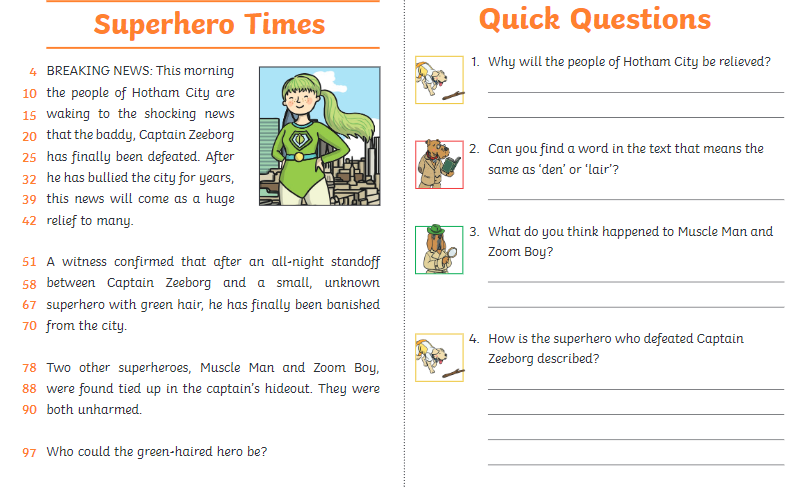 Superhero Times
4 BREAKING NEWS: This morning
10 the people of Hotham City are
15 waking to the shocking news
20 that the baddy, Captain Zeeborg
25 has finally been defeated. After
32 he has bullied the city for years,
39 this news will come as a huge
42 relief to many.
51 A witness confirmed that after an all-night standoff
58 between Captain Zeeborg and a small, unknown
67 superhero with green hair, he has finally been banished
70 from the city.
78 Two other superheroes, Muscle Man and Zoom Boy,
88 were found tied up in the captain's hideout. They were
90 both unharmed.
97 Who could the green-haired hero be?
Quick Questions
1. Why will the people of Hotham City be relieved?
2. Can you find a word in the text that means the
same as 'den' or 'lair'?
3. What do you think happened to Muscle Man and
Zoom Boy?
4. How is the superhero who defeated Captain
Zeeborg described?